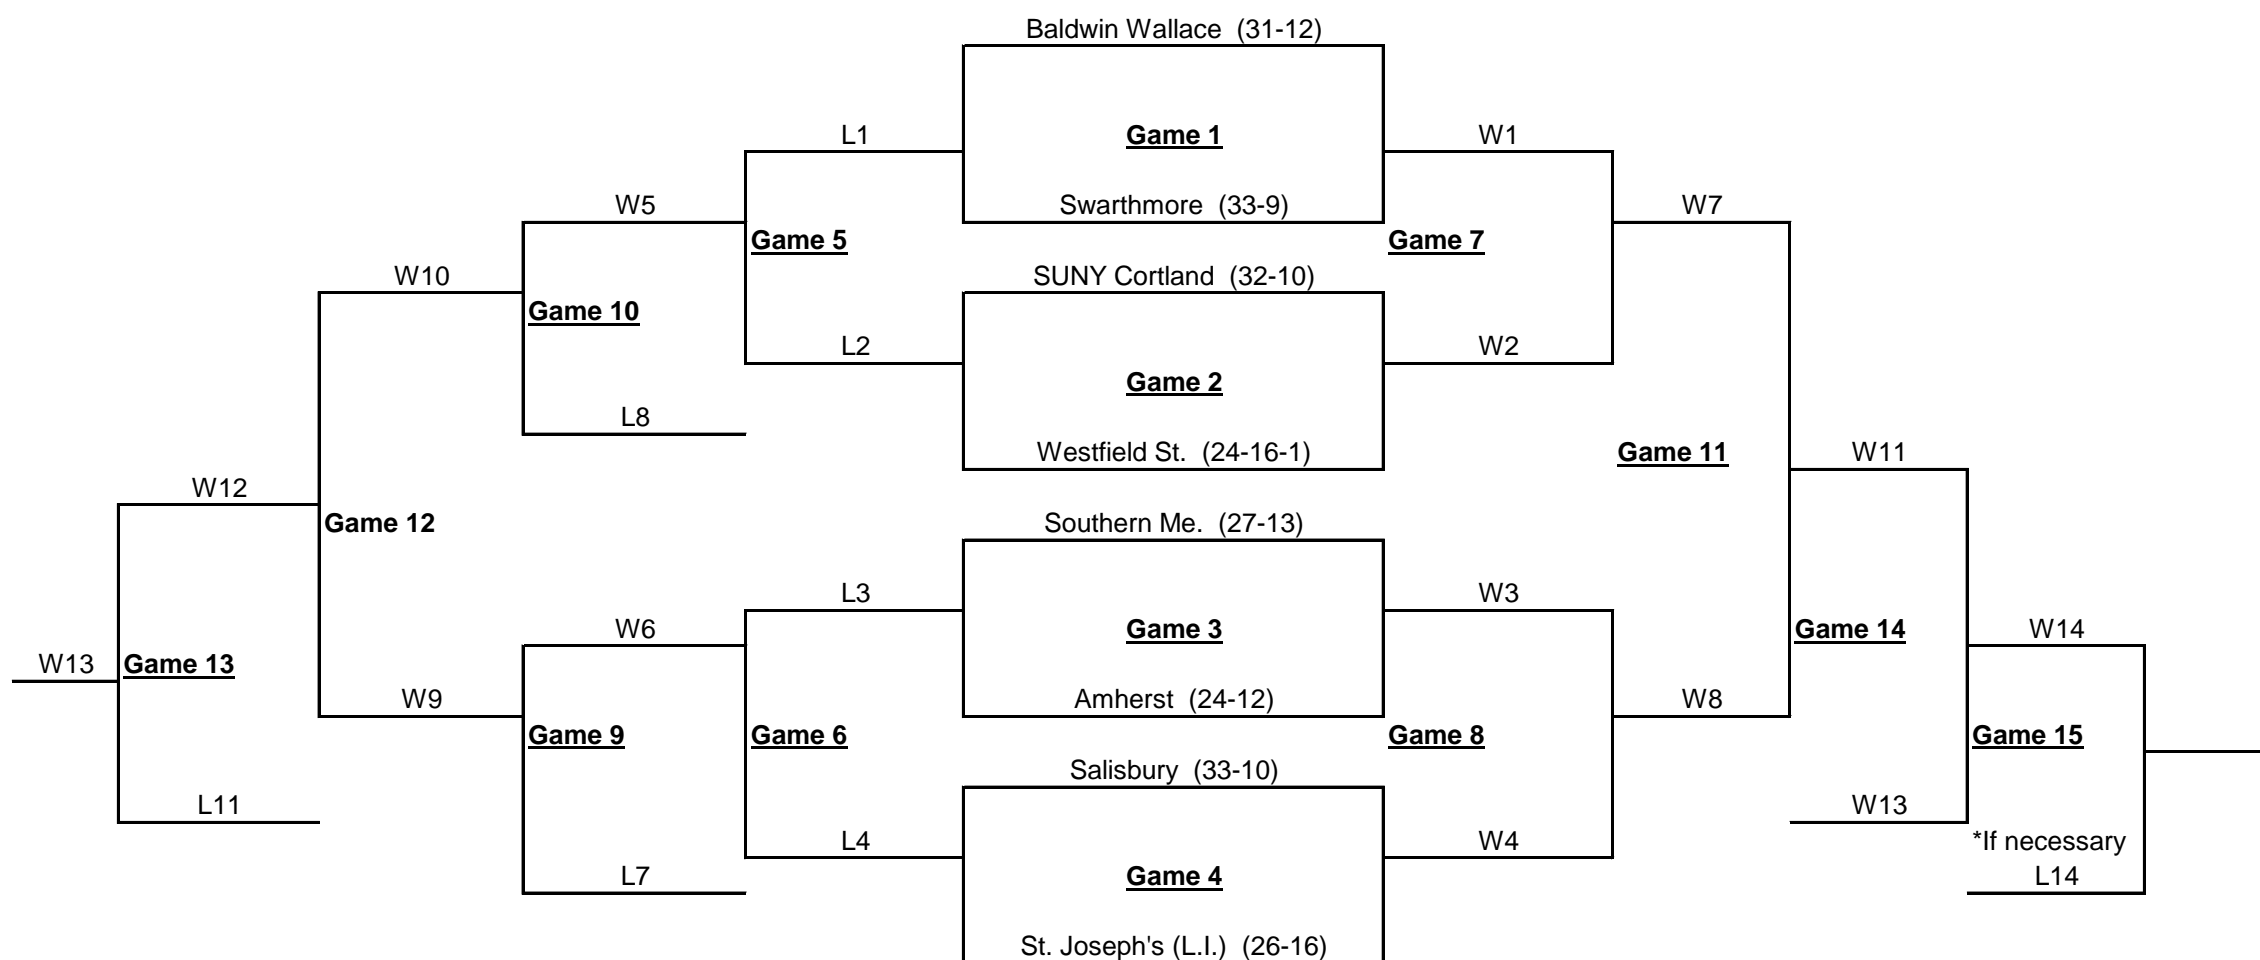 Baldwin Wallace (31-12)
L1
Game 1
W1
W5
Swarthmore (33-9)
W7
Game 5
Game 7
W10
SUNY Cortland (32-10)
Game 10
L2
W2
Game 2
L8
Westfield St. (24-16-1)
Game 11
W11
W12
Game 12
Southern Me. (27-13)
L3
W3
W6
Game 3
Game 14
W14
W13
Game 13
W9
Amherst (24-12)
W8
Game 9
Game 6
Game 8
Game 15
Salisbury (33-10)
L11
W13
L4
W4
*If necessary
L7
Game 4
L14
St. Joseph's (L.I.) (26-16)